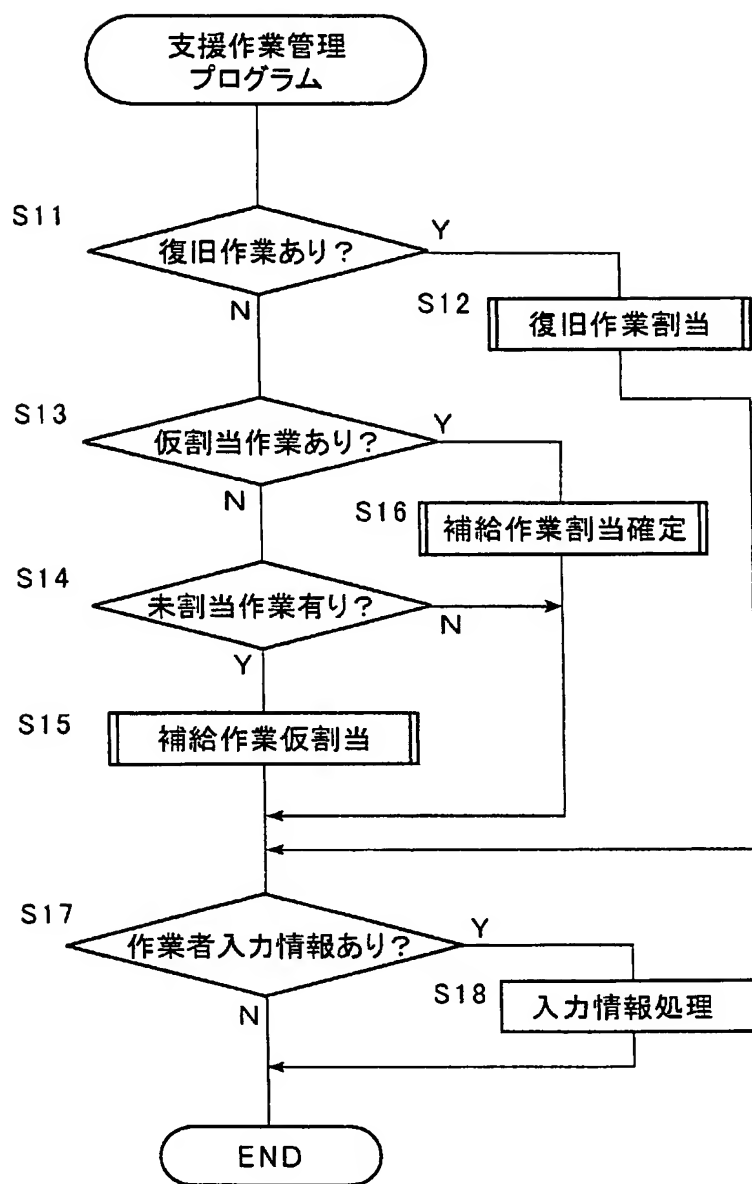 支援作業管理
プログラム
S11
復旧作業あり?
Y
N
S12
復旧作業割当
S13
仮割当作業あり?
Y
N
S16
補給作業割当確定
S14
未割当作業有り?
N
Y
S15
補給作業仮割当
S17
作業者入力情報あり?
Y
N
S18
入力情報処理
END